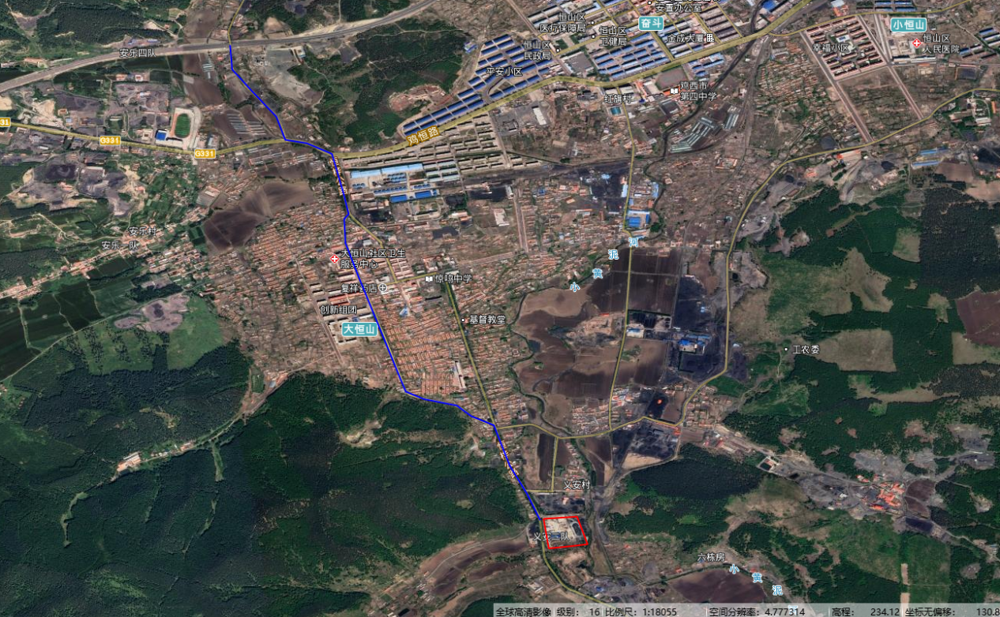 安置办公室
恒山区
医疗保障局
奋斗
恒山区
卫健局
金成大厦
小恒山
恒山区
人民医院
恒山区
民政局
幸福小区
安乐四队
平安小区
鸡西市
第四中学
红旗村
331
G331
G331
鸡恒路
安乐村
安乐二队
河
泥
黄
小
大恒山社区卫生
服务中心
惊鸣中学
复祥药店
创新组团
基督教堂
大恒山
工农委
义安村
义安三队
六栋房
小
黄
泥
全球高清影像 级别: 16 比例尺: 1:18055 空间分辨率: 4.777314 高程: 234.12 坐标无偏移: 130.8